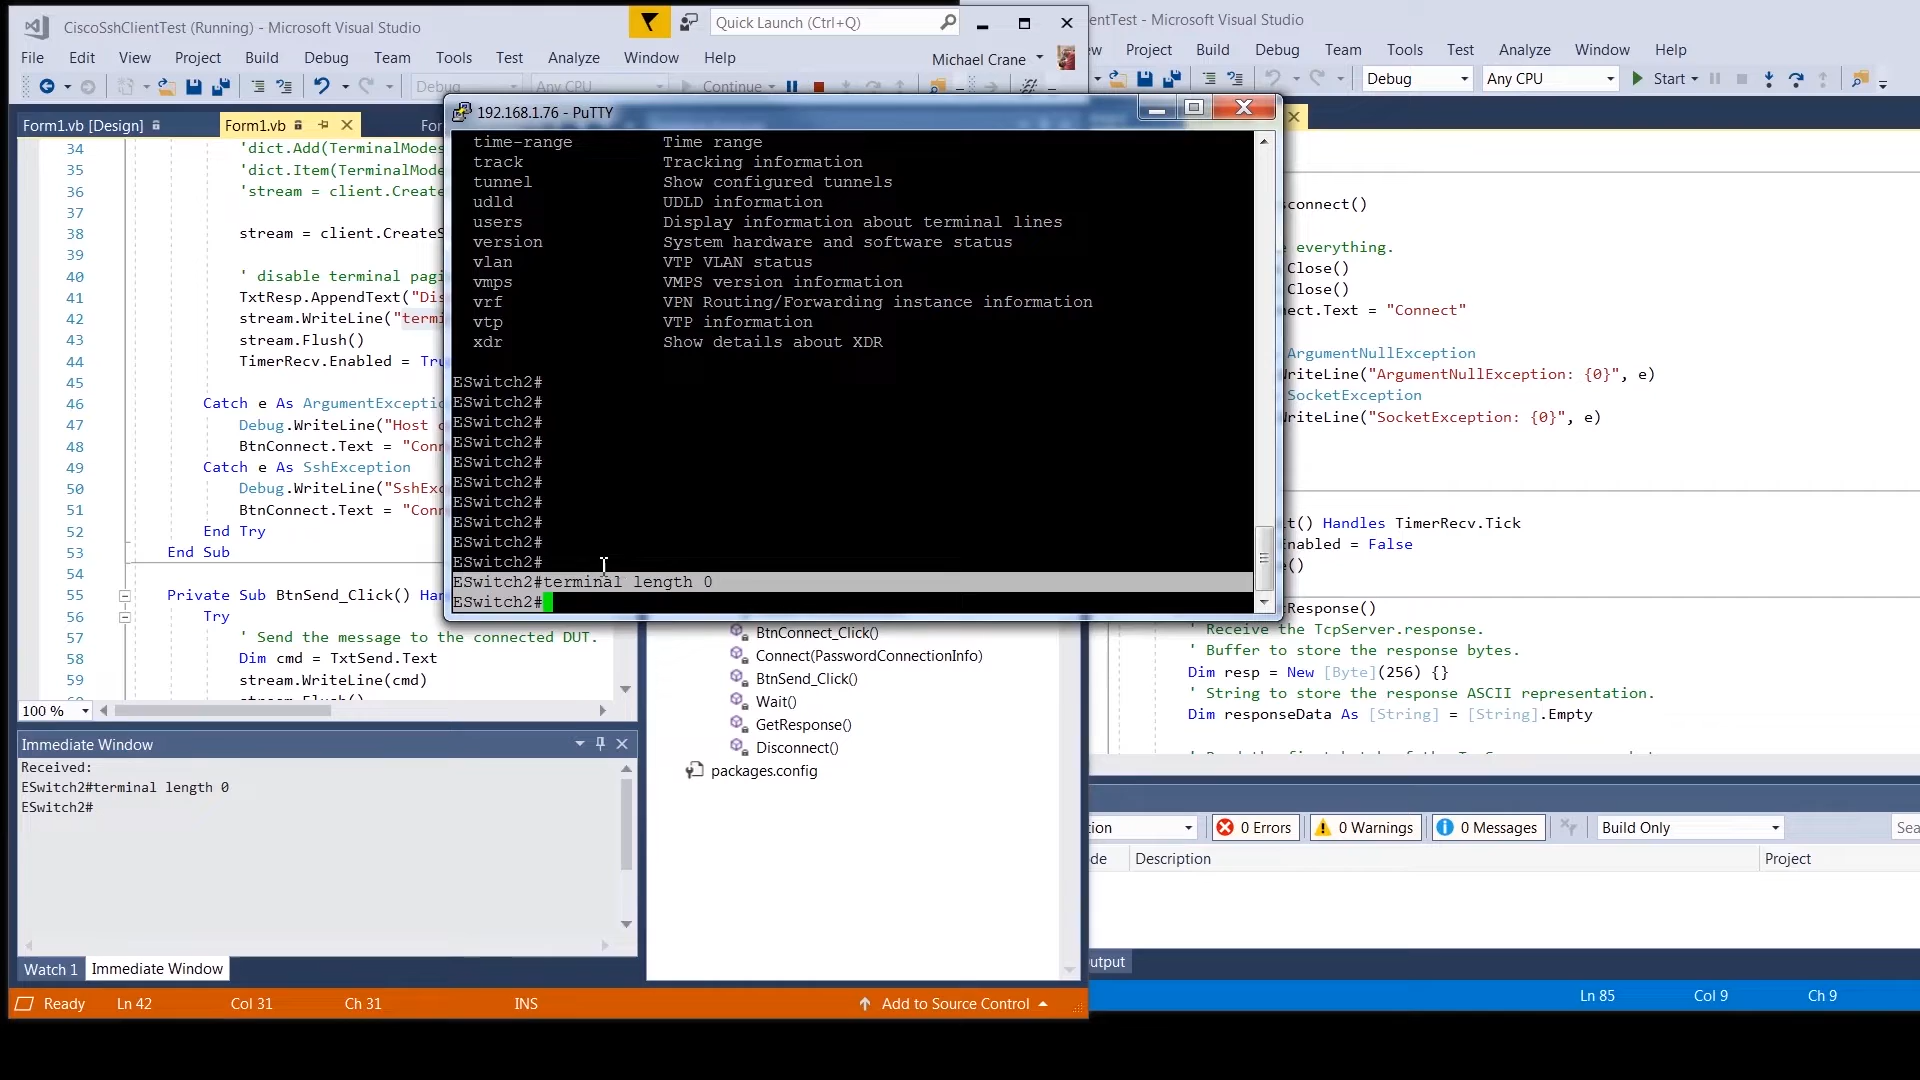 CiscoSshClientTest (Running) - Microsoft Visual Studio
Quick Launch (Ctrl+Q)
File Edit View Project Build Debug Team Tools Test Analyze Window Help
Michael Crane
Debug Any CPU Continue
Form1.vb [Design]
Form1.vb
34 'dict.Add(TerminalModes
35 'dict.Item(TerminalMode
36 'stream = client.Create
37
38 stream = client.CreateS
39
40 ' disable terminal pagi
41 TxtResp.AppendText("Dis
42 stream.WriteLine("termi
43 stream.Flush()
44 TimerRecv.Enabled = Tru
45
46 Catch e As ArgumentExceptio
47 Debug.WriteLine("Host
48 BtnConnect.Text = "Conn
49 Catch e As SshException
50 Debug.WriteLine("SshExc
51 BtnConnect.Text = "Conn
52 End Try
53 End Sub
54
55 Private Sub BtnSend_Click() Han
56 Try
57 ' Send the message to the connected DUT.
58 Dim cmd = TxtSend.Text
59 stream.WriteLine(cmd)
100 %
Immediate Window
Received:
ESwitch2#terminal length 0
ESwitch2#
Watch 1 Immediate Window
Ready Ln 42 Col 31 Ch 31 INS Add to Source Control
192.168.1.76 - PuTTY
time-range Time range
track Tracking information
tunnel Show configured tunnels
udld UDLD information
users Display information about terminal lines
version System hardware and software status
vlan VTP VLAN status
vmps VMPS version information
vrf VPN Routing/Forwarding instance information
vtp VTP information
xdr Show details about XDR
ESwitch2#
ESwitch2#
ESwitch2#
ESwitch2#
ESwitch2#
ESwitch2#
ESwitch2#
ESwitch2#
ESwitch2#
ESwitch2#
ESwitch2#terminal length 0
ESwitch2#
BtnConnect_Click()
Connect(PasswordConnectionInfo)
BtnSend_Click()
Wait()
GetResponse()
Disconnect()
packages.config
entTest - Microsoft Visual Studio
ew Project Build Debug Team Tools Test Analyze Window Help
Debug Any CPU Start
connect()
everything.
Close()
Close()
ect.Text = "Connect"
ArgumentNullException
riteLine("ArgumentNullException: {0}", e)
SocketException
riteLine("SocketException: {0}", e)
t() Handles TimerRecv.Tick
nabled = False
()
tResponse()
' Receive the TcpServer.response.
' Buffer to store the response bytes.
Dim resp = New [Byte](256) {}
' String to store the response ASCII representation.
Dim responseData As [String] = [String].Empty
tion 0 Errors 0 Warnings 0 Messages Build Only Sea
de Description Project
utput
Ln 85 Col 9 Ch 9